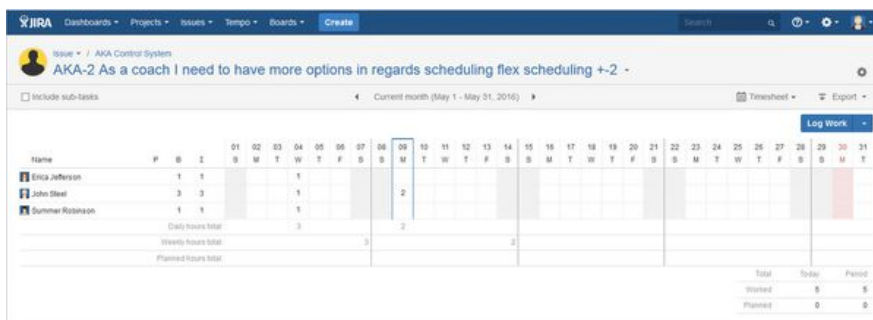 JIRA Dashboards Projects Issues Tempo Boards Create Search
Issue / AKA Control System
AKA-2 As a coach I need to have more options in regards scheduling flex scheduling +-2
Include sub-tasks Current month (May 1 - May 31, 2016) Timesheet Export
Log Work
01 02 03 04 05 06 07 08 09 10 11 12 13 14 15 16 17 18 19 20 21 22 23 24 25 26 27 28 29 30 31
Name P B Σ S M T W T F S S M T W T F S S M T W T F S S M T W T F S S M T
Erica Jefferson 1 1 1
John Steel 3 3 1 2
Summer Robinson 1 1 1
Daily hours total 3 2
Weekly hours total 3 2
Planned hours total
Total Today Period
Worked 5 5
Planned 0 0